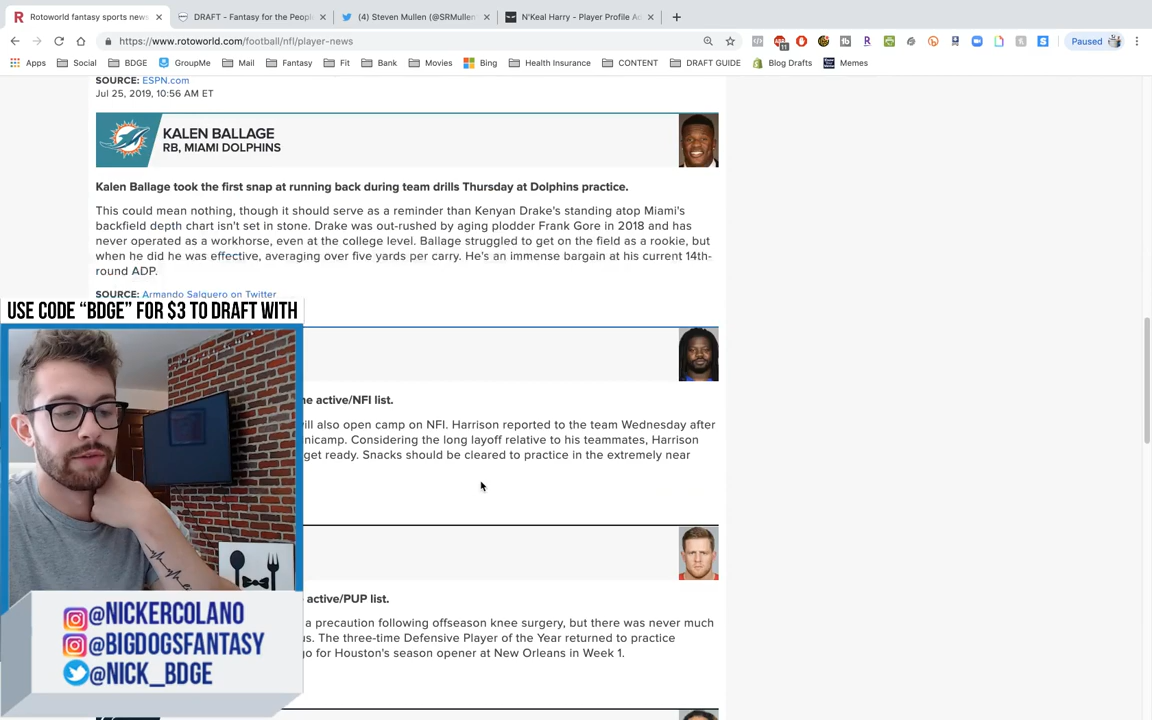 Rotoworld fantasy sports news
DRAFT - Fantasy for the Peopl
(4) Steven Mullen (@SRMullen
N'Keal Harry - Player Profile Ad
https://www.rotoworld.com/football/nfl/player-news
Paused
Apps Social BDGE GroupMe Mail Fantasy Fit Bank Movies Bing Health Insurance CONTENT DRAFT GUIDE Blog Drafts Memes
SOURCE: ESPN.com
Jul 25, 2019, 10:56 AM ET
KALEN BALLAGE
RB, MIAMI DOLPHINS
Kalen Ballage took the first snap at running back during team drills Thursday at Dolphins practice.
This could mean nothing, though it should serve as a reminder than Kenyan Drake's standing atop Miami's
backfield depth chart isn't set in stone. Drake was out-rushed by aging plodder Frank Gore in 2018 and has
never operated as a workhorse, even at the college level. Ballage struggled to get on the field as a rookie, but
when he did he was effective, averaging over five yards per carry. He's an immense bargain at his current 14th-
round ADP.
SOURCE: Armando Salguero on Twitter
USE CODE "BDGE" FOR $3 TO DRAFT WITH
he active/NFI list.
ill also open camp on NFI. Harrison reported to the team Wednesday after
nicamp. Considering the long layoff relative to his teammates, Harrison
get ready. Snacks should be cleared to practice in the extremely near
active/PUP list.
a precaution following offseason knee surgery, but there was never much
us. The three-time Defensive Player of the Year returned to practice
go for Houston's season opener at New Orleans in Week 1.
@NICKERCOLANO
@BIGDOGSFANTASY
@NICK_BDGE